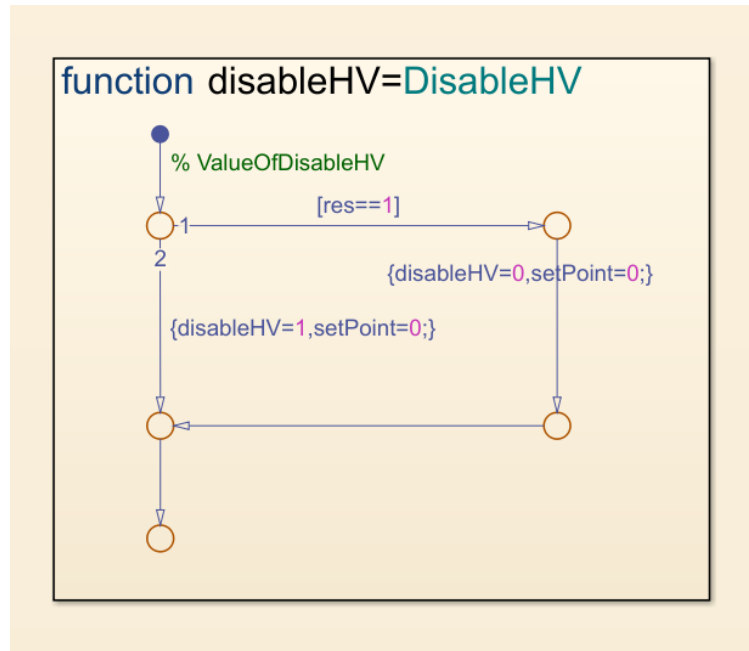 function disableHV=DisableHV
% ValueOfDisableHV
[res==1]
1
2
{disableHV=0,setPoint=0;}
{disableHV=1,setPoint=0;}